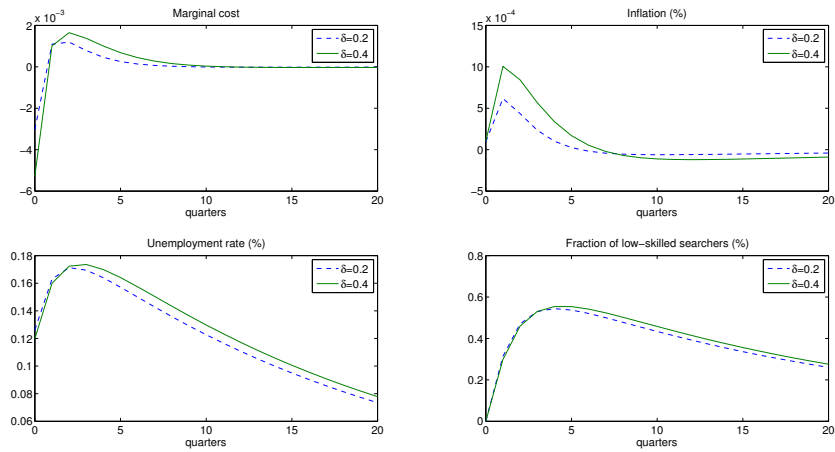 Marginal cost
x 10⁻³
2
0
−2
−4
−6
0 5 10 15 20
quarters
δ=0.2
δ=0.4
Inflation (%)
x 10⁻⁴
15
10
5
0
−5
0 5 10 15 20
quarters
δ=0.2
δ=0.4
Unemployment rate (%)
0.18
0.16
0.14
0.12
0.1
0.08
0.06
0 5 10 15 20
quarters
δ=0.2
δ=0.4
Fraction of low−skilled searchers (%)
0.8
0.6
0.4
0.2
0
0 5 10 15 20
quarters
δ=0.2
δ=0.4